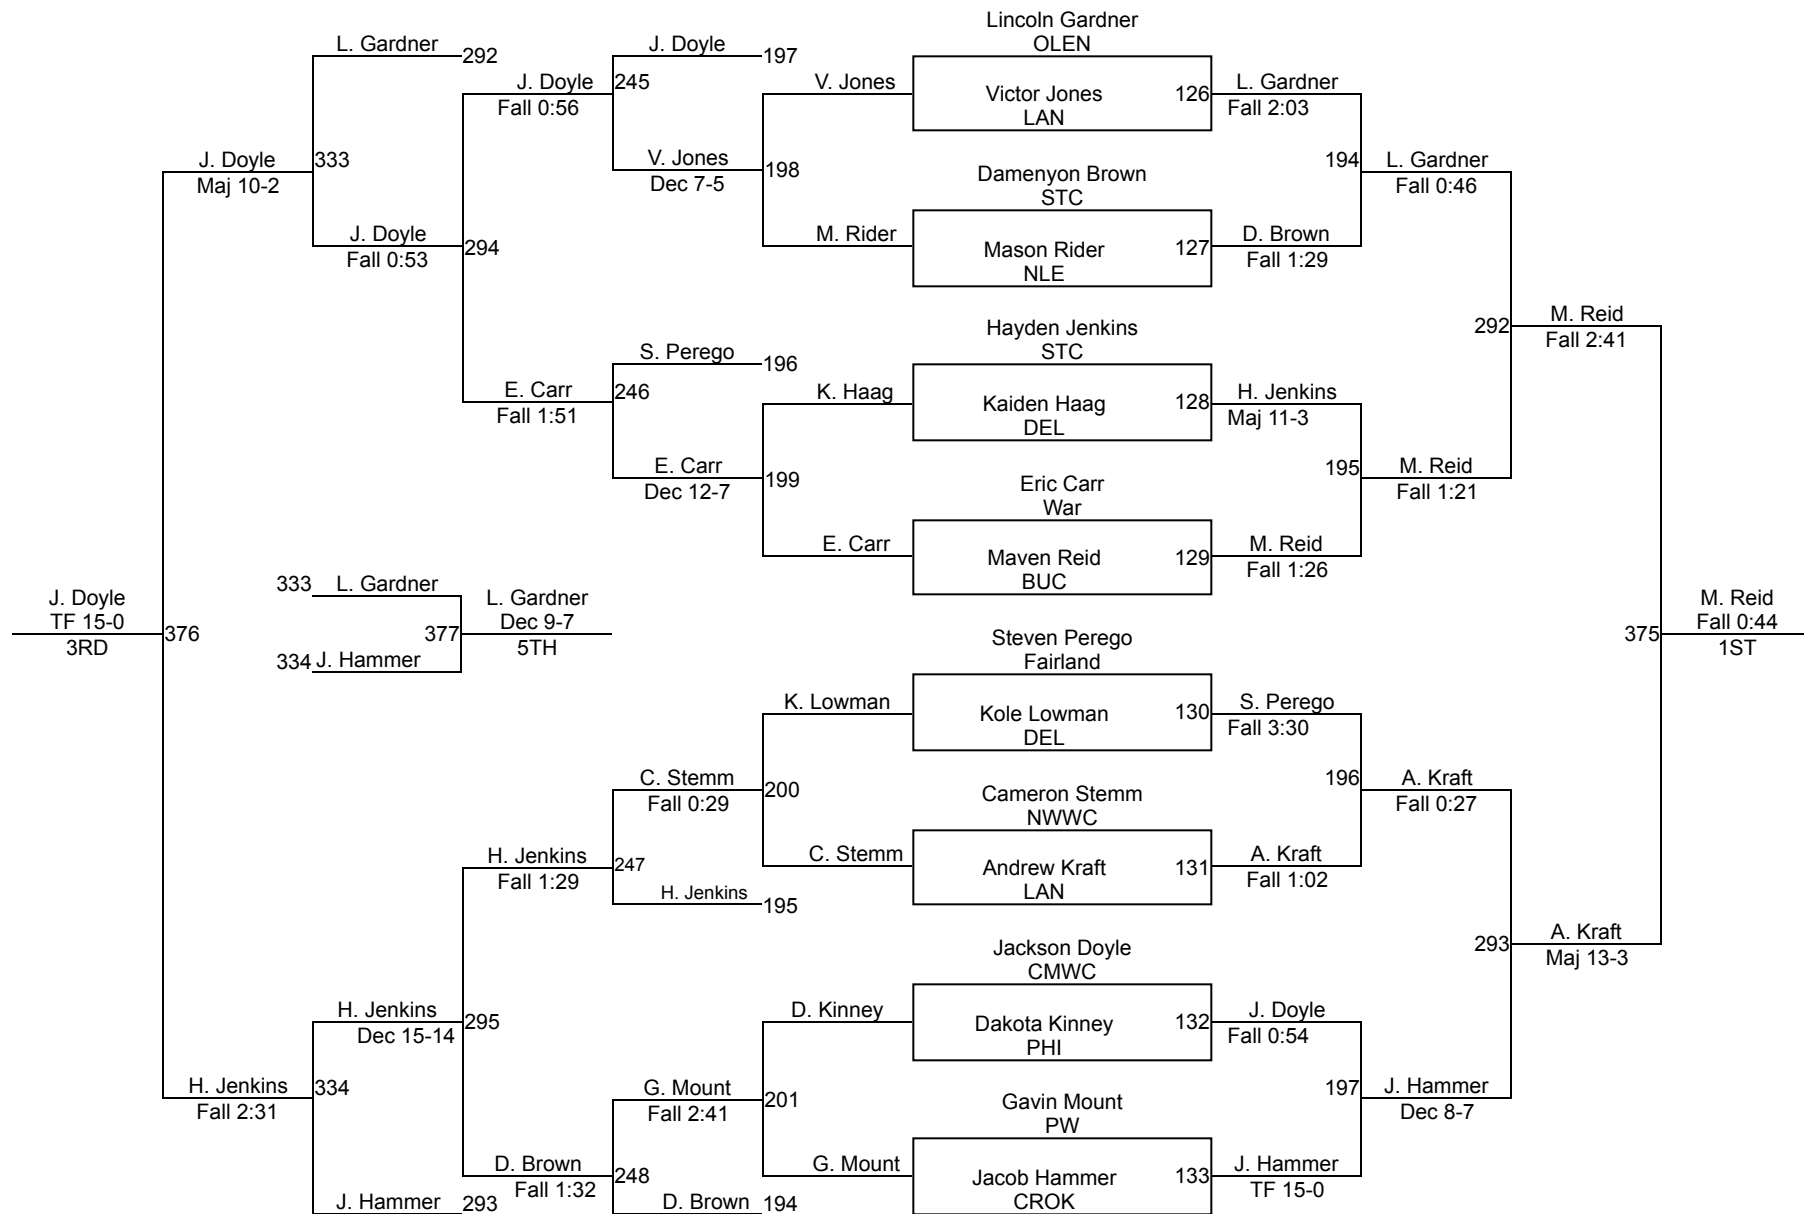 Lincoln Gardner
OLEN
L. Gardner
292
J. Doyle
197
J. Doyle
245
Fall 0:56
V. Jones
Victor Jones
126
LAN
L. Gardner
Fall 2:03
J. Doyle
333
Maj 10-2
V. Jones
198
Dec 7-5
Damenyon Brown
STC
194
L. Gardner
Fall 0:46
J. Doyle
294
Fall 0:53
M. Rider
Mason Rider
127
NLE
D. Brown
Fall 1:29
Hayden Jenkins
STC
292
M. Reid
Fall 2:41
S. Perego
196
E. Carr
246
Fall 1:51
K. Haag
Kaiden Haag
128
DEL
H. Jenkins
Maj 11-3
E. Carr
199
Dec 12-7
Eric Carr
War
195
M. Reid
Fall 1:21
E. Carr
Maven Reid
129
BUC
M. Reid
Fall 1:26
333
L. Gardner
J. Doyle
TF 15-0
376
3RD
377
L. Gardner
Dec 9-7
5TH
334
J. Hammer
Steven Perego
Fairland
375
M. Reid
Fall 0:44
1ST
K. Lowman
Kole Lowman
130
DEL
S. Perego
Fall 3:30
C. Stemm
200
Fall 0:29
Cameron Stemm
NWWC
196
A. Kraft
Fall 0:27
H. Jenkins
247
Fall 1:29
C. Stemm
Andrew Kraft
131
LAN
A. Kraft
Fall 1:02
H. Jenkins
195
Jackson Doyle
CMWC
293
A. Kraft
Maj 13-3
H. Jenkins
295
Dec 15-14
D. Kinney
Dakota Kinney
132
PHI
J. Doyle
Fall 0:54
H. Jenkins
334
Fall 2:31
G. Mount
201
Fall 2:41
Gavin Mount
PW
197
J. Hammer
Dec 8-7
D. Brown
248
Fall 1:32
G. Mount
Jacob Hammer
133
CROK
J. Hammer
TF 15-0
J. Hammer
293
D. Brown
194